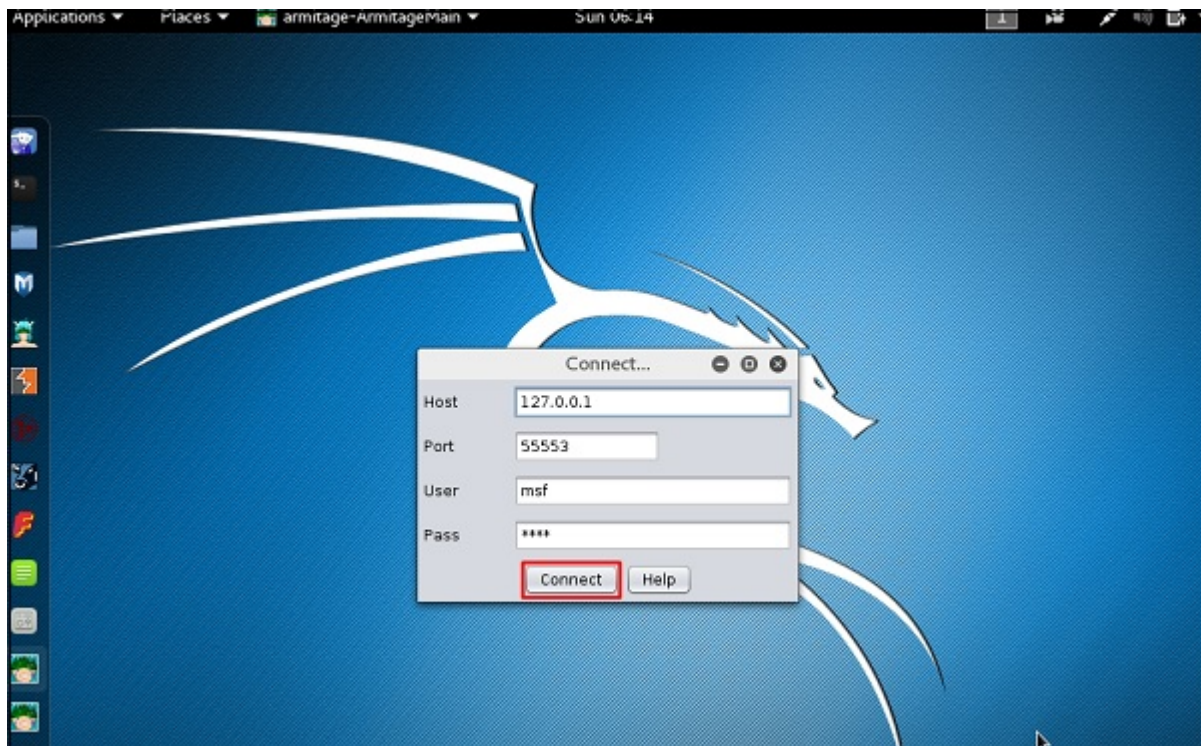 Applications Places armitage-ArmitageMain Sun 06:14 1
Connect...
Host 127.0.0.1
Port 55553
User msf
Pass ****
Connect Help